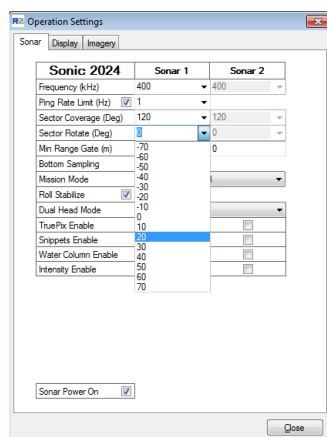 R2 Operation Settings
Sonar Display Imagery
Sonic 2024 Sonar 1 Sonar 2
Frequency (kHz) 400 400
Ping Rate Limit (Hz) 1
Sector Coverage (Deg) 120 120
Sector Rotate (Deg) 0 0
Min Range Gate (m) 0
Bottom Sampling
Mission Mode
Roll Stabilize
Dual Head Mode
TruePix Enable
Snippets Enable
Water Column Enable
Intensity Enable
-70
-60
-50
-40
-30
-20
-10
0
10
20
30
40
50
60
70
Sonar Power On
Close